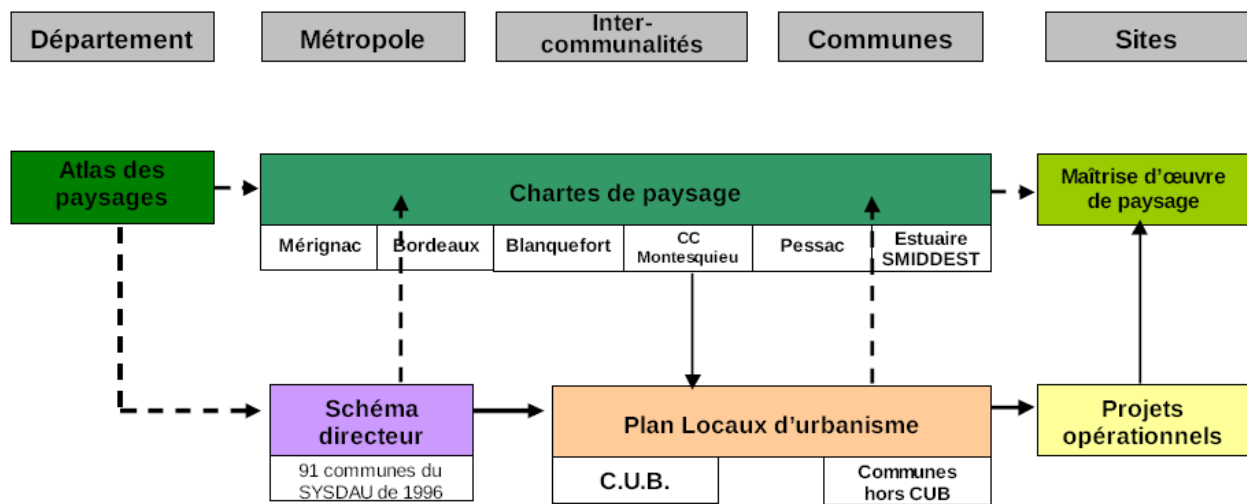 Département
Métropole
Inter-
communalités
Communes
Sites
Atlas des
paysages
Chartes de paysage
Maîtrise d'œuvre
de paysage
Mérignac
Bordeaux
Blanquefort
CC
Montesquieu
Pessac
Estuaire
SMIDDEST
Schéma
directeur
91 communes du
SYSDAU de 1996
Plan Locaux d'urbanisme
C.U.B.
Communes
hors CUB
Projets
opérationnels